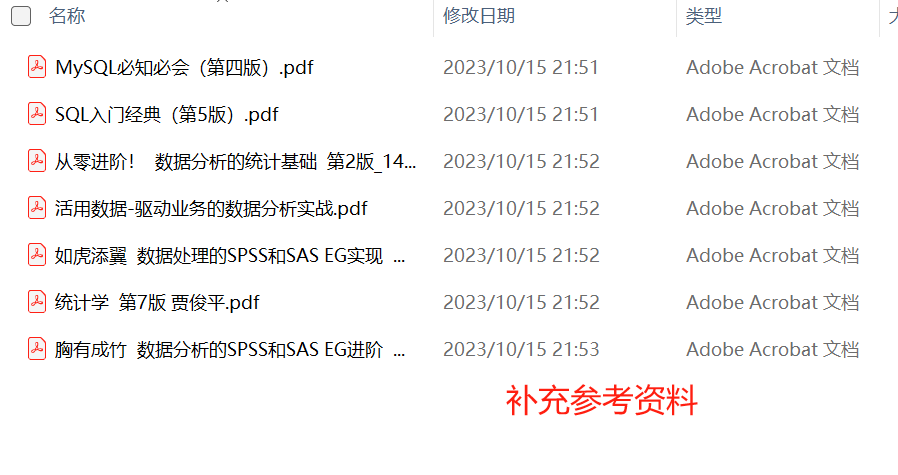 名称 修改日期 类型
MySQL必知必会（第四版）.pdf 2023/10/15 21:51 Adobe Acrobat 文档
SQL入门经典（第5版）.pdf 2023/10/15 21:51 Adobe Acrobat 文档
从零进阶！ 数据分析的统计基础 第2版_14... 2023/10/15 21:52 Adobe Acrobat 文档
活用数据-驱动业务的数据分析实战.pdf 2023/10/15 21:52 Adobe Acrobat 文档
如虎添翼 数据处理的SPSS和SAS EG实现 ... 2023/10/15 21:52 Adobe Acrobat 文档
统计学 第7版 贾俊平.pdf 2023/10/15 21:52 Adobe Acrobat 文档
胸有成竹 数据分析的SPSS和SAS EG进阶 ... 2023/10/15 21:53 Adobe Acrobat 文档
补充参考资料